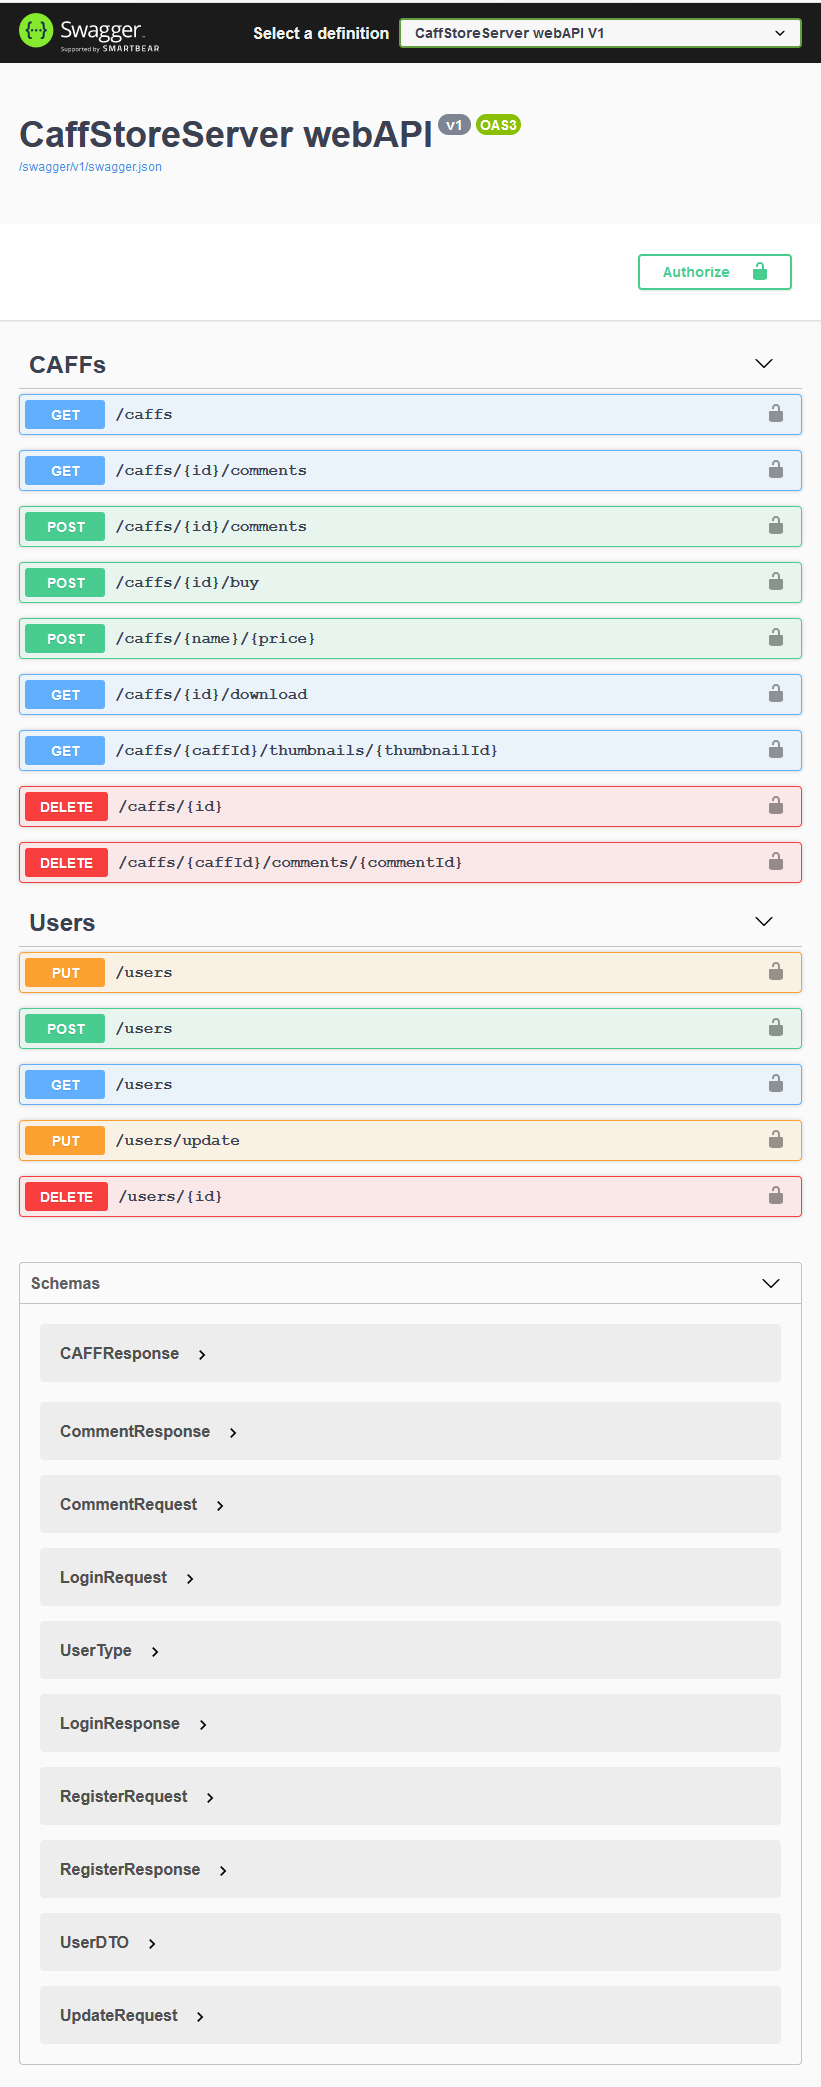 Swagger.
Supported by SMARTBEAR
Select a definition
CaffStoreServer webAPI V1
CaffStoreServer webAPI v1 OAS3
/swagger/v1/swagger.json
Authorize
CAFFs
GET /caffs
GET /caffs/{id}/comments
POST /caffs/{id}/comments
POST /caffs/{id}/buy
POST /caffs/{name}/{price}
GET /caffs/{id}/download
GET /caffs/{caffId}/thumbnails/{thumbnailId}
DELETE /caffs/{id}
DELETE /caffs/{caffId}/comments/{commentId}
Users
PUT /users
POST /users
GET /users
PUT /users/update
DELETE /users/{id}
Schemas
CAFFResponse
CommentResponse
CommentRequest
LoginRequest
UserType
LoginResponse
RegisterRequest
RegisterResponse
UserDTO
UpdateRequest